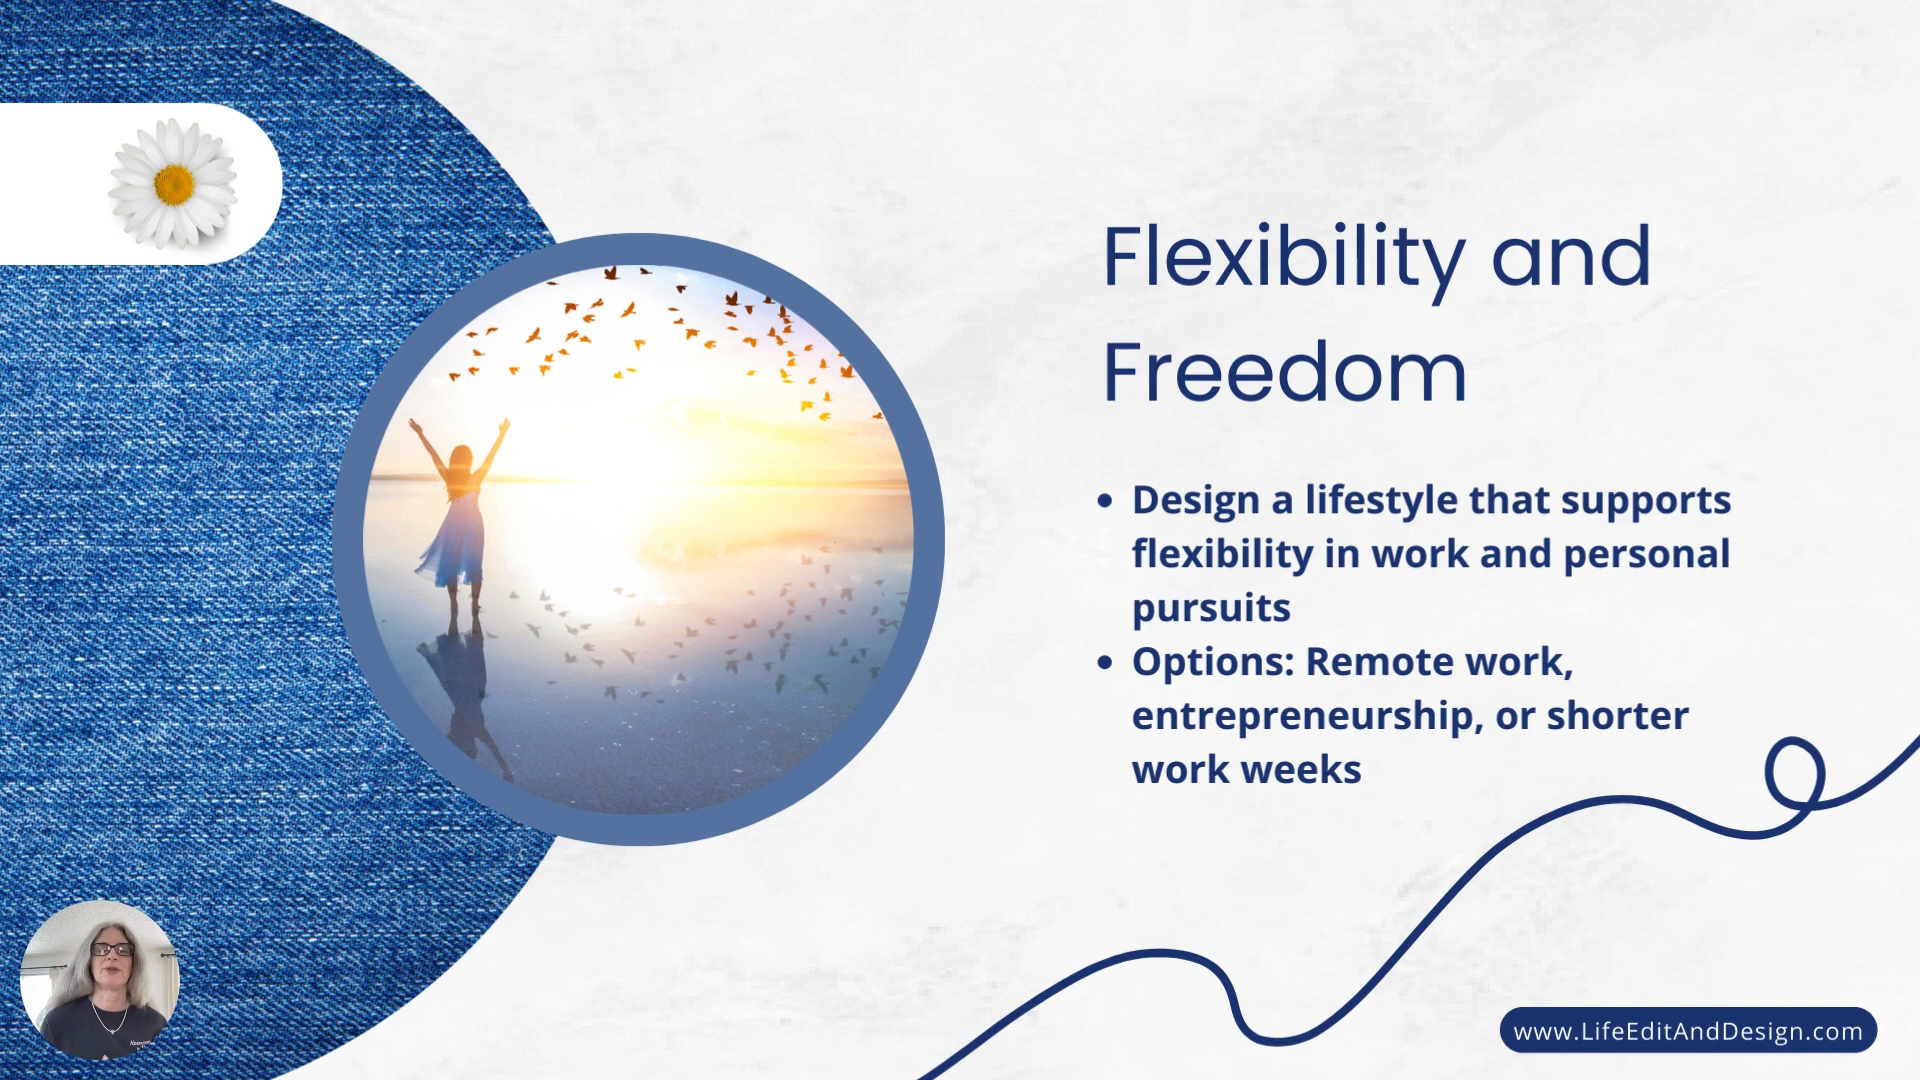 Flexibility and
Freedom
• Design a lifestyle that supports
flexibility in work and personal
pursuits
• Options: Remote work,
entrepreneurship, or shorter
work weeks
www.LifeEditAndDesign.com